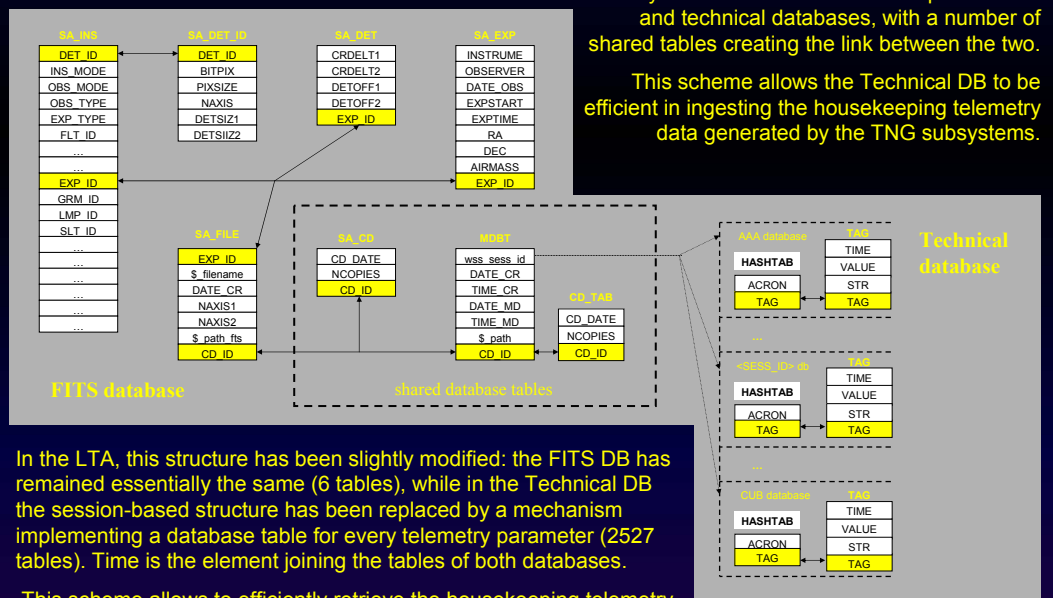 and technical databases, with a number of
shared tables creating the link between the two.
This scheme allows the Technical DB to be
efficient in ingesting the housekeeping telemetry
data generated by the TNG subsystems.
SA_INS
DET_ID
INS_MODE
OBS_MODE
OBS_TYPE
EXP_TYPE
FLT_ID
...
...
EXP_ID
GRM_ID
LMP_ID
SLT_ID
...
...
...
...
...
...
SA_DET_ID
DET_ID
BITPIX
PIXSIZE
NAXIS
DETSIZ1
DETSIIZ2
SA_DET
CRDELT1
CRDELT2
DETOFF1
DETOFF2
EXP_ID
SA_EXP
INSTRUME
OBSERVER
DATE_OBS
EXPSTART
EXPTIME
RA
DEC
AIRMASS
EXP_ID
SA_FILE
EXP_ID
$_filename
DATE_CR
NAXIS1
NAXIS2
$_path_fts
CD_ID
SA_CD
CD_DATE
NCOPIES
CD_ID
MDBT
wss_sess_id
DATE_CR
TIME_CR
DATE_MD
TIME_MD
$_path
CD_ID
CD_TAB
CD_DATE
NCOPIES
CD_ID
FITS database
shared database tables
Technical
database
AAA database
HASHTAB
ACRON
TAG
TAG
TIME
VALUE
STR
TAG
...
<SESS_ID> db
HASHTAB
ACRON
TAG
TAG
TIME
VALUE
STR
TAG
...
CUB database
HASHTAB
ACRON
TAG
TAG
TIME
VALUE
STR
TAG
In the LTA, this structure has been slightly modified: the FITS DB has
remained essentially the same (6 tables), while in the Technical DB
the session-based structure has been replaced by a mechanism
implementing a database table for every telemetry parameter (2527
tables). Time is the element joining the tables of both databases.
This scheme allows to efficiently retrieve the housekeeping telemetry